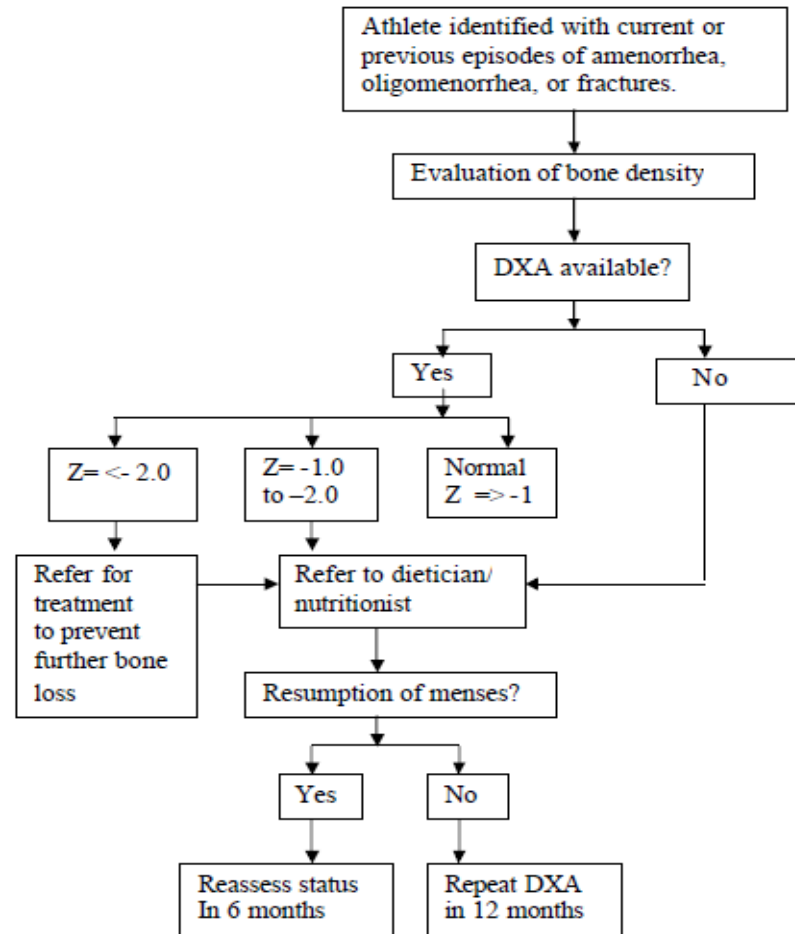 Athlete identified with current or
previous episodes of amenorrhea,
oligomenorrhea, or fractures.
Evaluation of bone density
DXA available?
Yes
No
Z= <- 2.0
Z= -1.0
to –2.0
Normal
Z => -1
Refer for
treatment
to prevent
further bone
loss
Refer to dietician/
nutritionist
Resumption of menses?
Yes
No
Reassess status
In 6 months
Repeat DXA
in 12 months